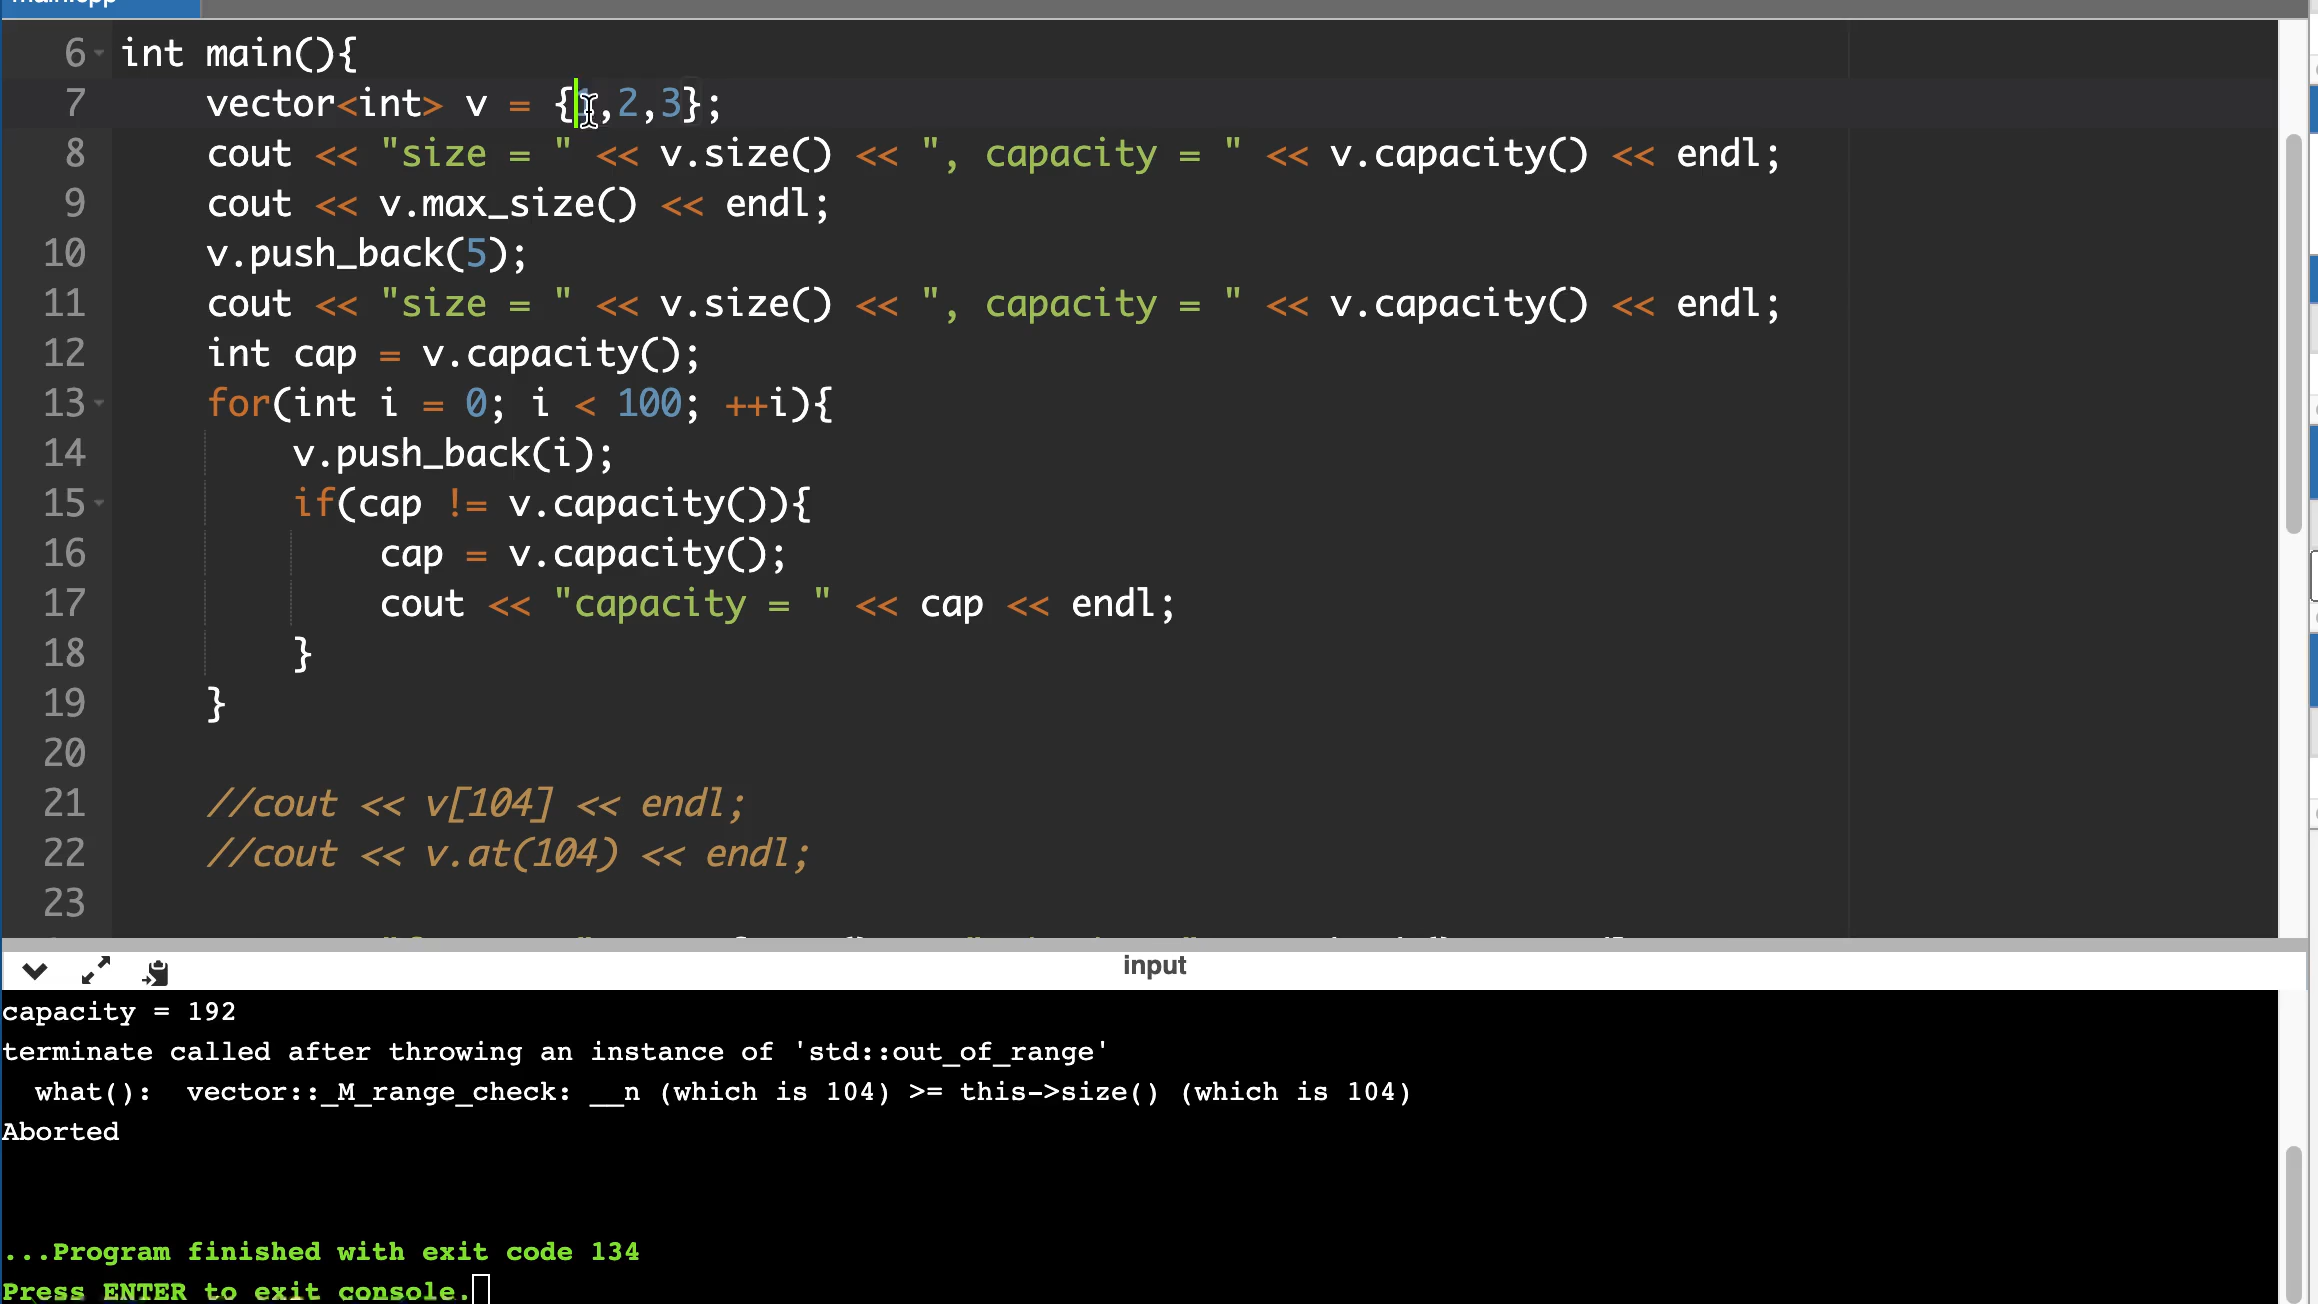 6 int main(){
7 vector<int> v = {1,2,3};
8 cout << "size = " << v.size() << ", capacity = " << v.capacity() << endl;
9 cout << v.max_size() << endl;
10 v.push_back(5);
11 cout << "size = " << v.size() << ", capacity = " << v.capacity() << endl;
12 int cap = v.capacity();
13 for(int i = 0; i < 100; ++i){
14 v.push_back(i);
15 if(cap != v.capacity()){
16 cap = v.capacity();
17 cout << "capacity = " << cap << endl;
18 }
19 }
20
21 //cout << v[104] << endl;
22 //cout << v.at(104) << endl;
23
input
capacity = 192
terminate called after throwing an instance of 'std::out_of_range'
what(): vector::_M_range_check: __n (which is 104) >= this->size() (which is 104)
Aborted
...Program finished with exit code 134
Press ENTER to exit console.